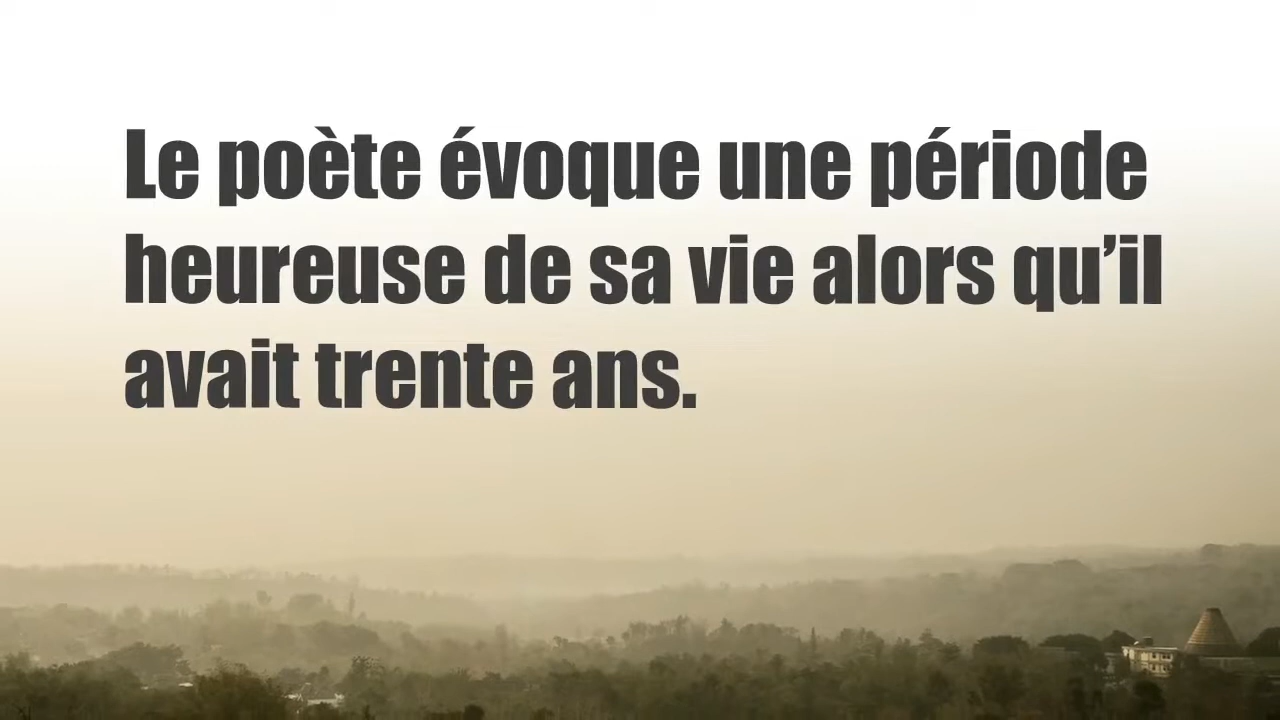 Le poète évoque une période
heureuse de sa vie alors qu’il
avait trente ans.